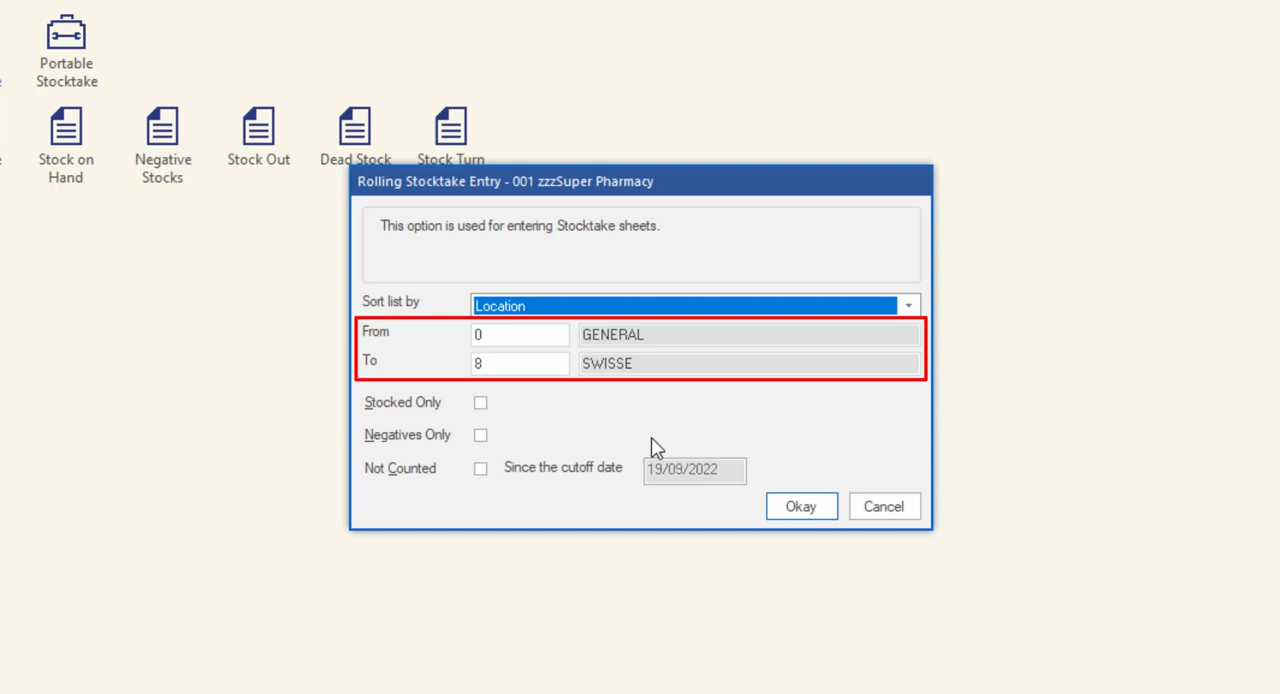 Portable
Stocktake
e
Stock on
Hand
Negative
Stocks
Stock Out
Dead Stock
Stock Turn
e
Rolling Stocktake Entry - 001 zzzSuper Pharmacy
This option is used for entering Stocktake sheets.
Sort list by Location
From 0 GENERAL
To 8 SWISSE
Stocked Only
Negatives Only
Not Counted Since the cutoff date 19/09/2022
Okay Cancel